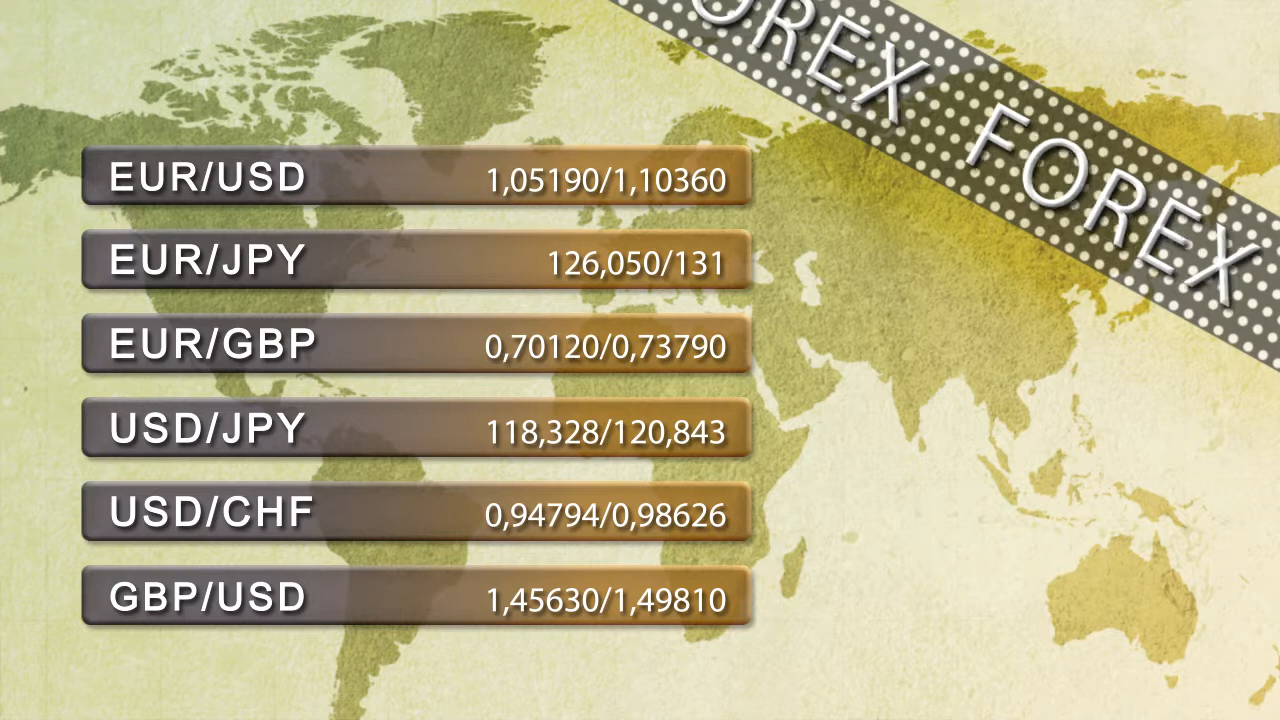 OREX FOREX
EUR/USD 1,05190/1,10360
EUR/JPY 126,050/131
EUR/GBP 0,70120/0,73790
USD/JPY 118,328/120,843
USD/CHF 0,94794/0,98626
GBP/USD 1,45630/1,49810